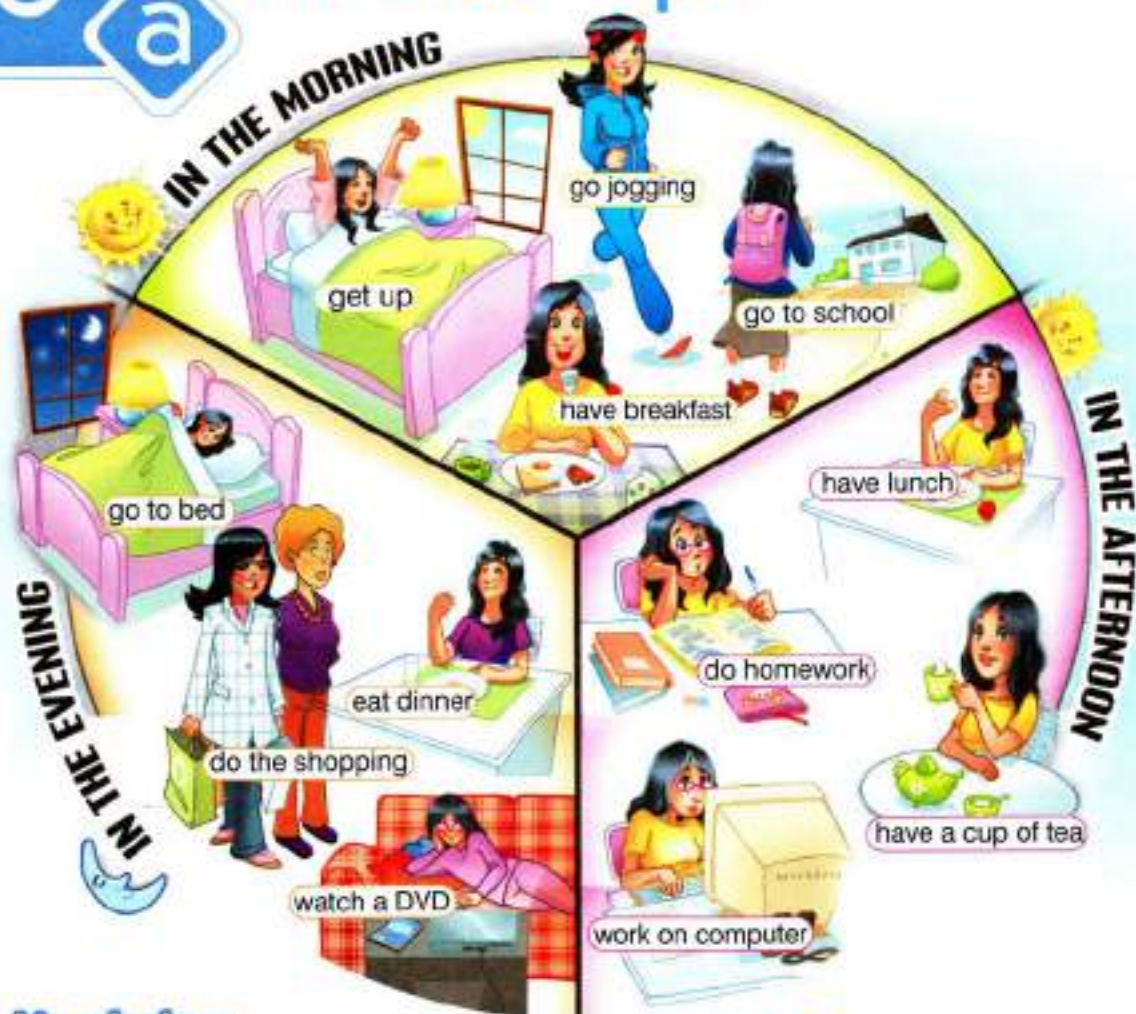 a
IN THE MORNING
go jogging
get up
go to school
have breakfast
IN THE AFTERNOON
have lunch
do homework
have a cup of tea
work on computer
IN THE EVENING
go to bed
eat dinner
do the shopping
watch a DVD